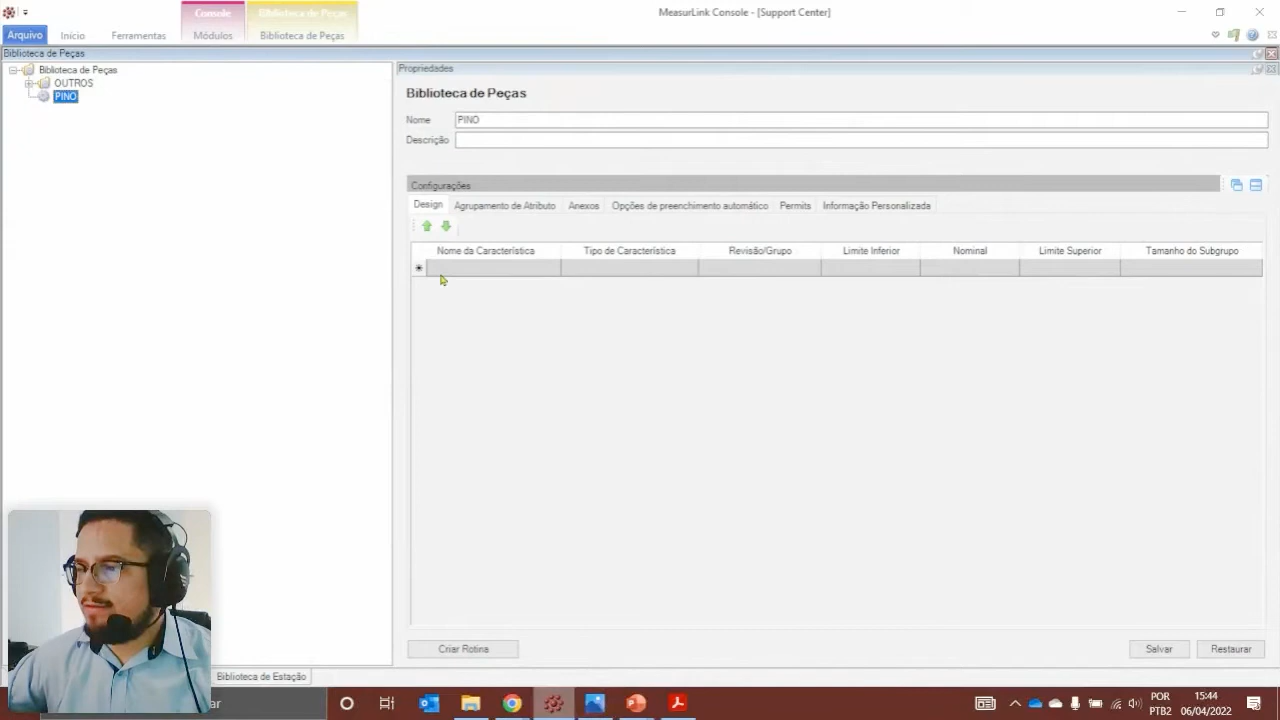 Console
Biblioteca de Peças
MeasurLink Console - [Support Center]
Arquivo
Início
Ferramentas
Módulos
Biblioteca de Peças
Biblioteca de Peças
Biblioteca de Peças
OUTROS
PINO
Propriedades
Biblioteca de Peças
Nome
PINO
Descrição
Configurações
Design
Agrupamento de Atributo
Anexos
Opções de preenchimento automático
Permits
Informação Personalizada
Nome da Característica
Tipo de Característica
Revisão/Grupo
Limite Inferior
Nominal
Limite Superior
Tamanho do Subgrupo
Criar Rotina
Salvar
Restaurar
Biblioteca de Estação
ar
POR
PTB2
15:44
06/04/2022